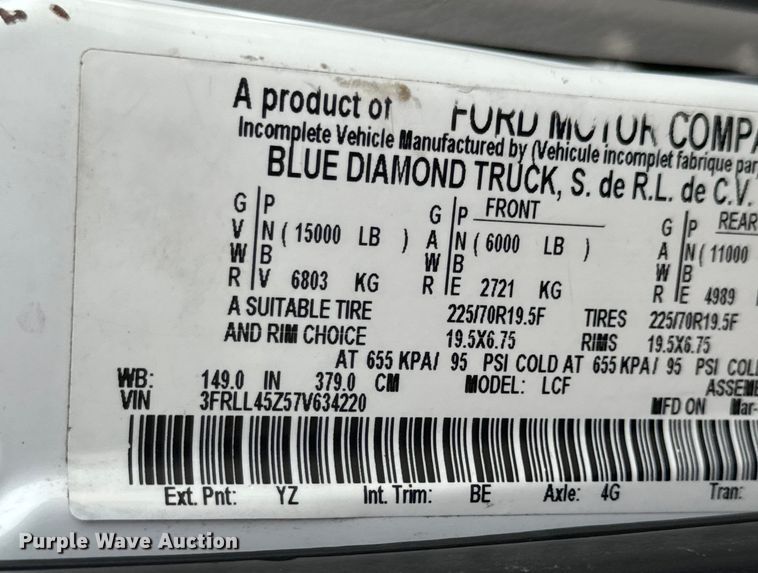 A product of FORD MOTOR COMPA
Incomplete Vehicle Manufactured by (Vehicule incomplet fabrique par
BLUE DIAMOND TRUCK, S. de R.L. de C.V.
G P G P FRONT G P REAR
V N ( 15000 LB ) A N ( 6000 LB ) A N ( 11000
W B W B W B
R V 6803 KG R E 2721 KG R E 4989
A SUITABLE TIRE 225/70R19.5F TIRES 225/70R19.5F
AND RIM CHOICE 19.5X6.75 RIMS 19.5X6.75
AT 655 KPA/ 95 PSI COLD AT 655 KPA/ 95 PSI COL
WB: 149.0 IN 379.0 CM MODEL: LCF ASSEM
VIN 3FRLL45Z57V634220 MFD ON Mar-
Ext. Pnt: YZ Int. Trim: BE Axle: 4G Tran:
Purple Wave Auction